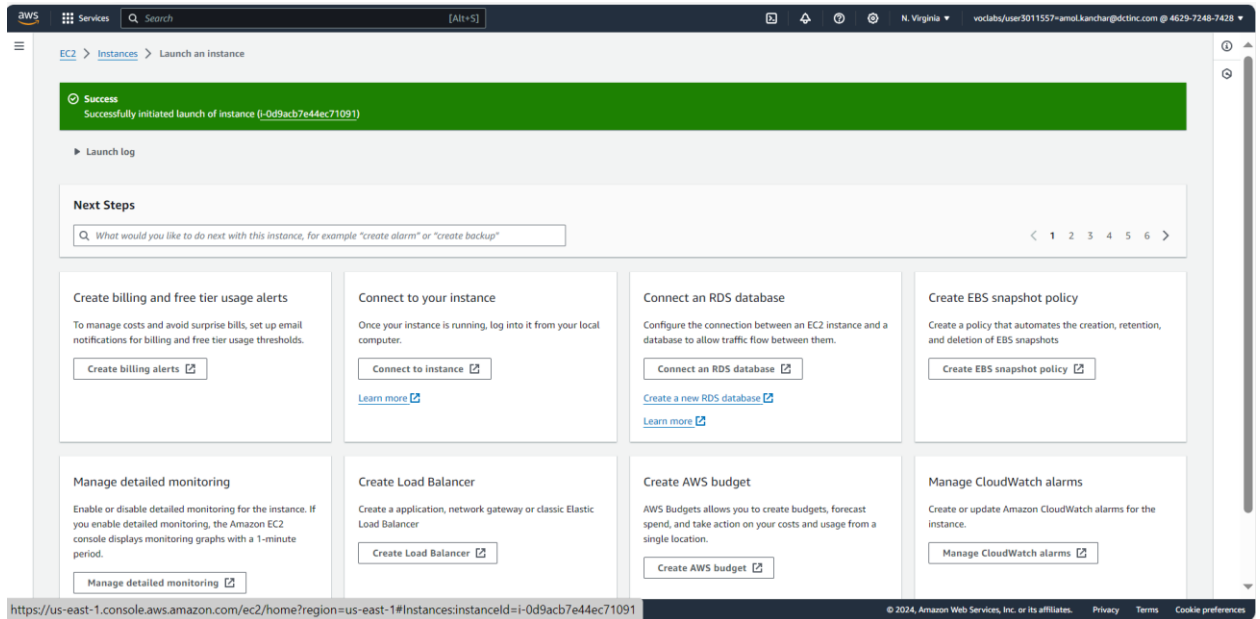 aws
Services
Search
[Alt+S]
N. Virginia
voclabs/user3011557=amol.kanchar@dctinc.com @ 4629-7248-7428
EC2 > Instances > Launch an instance
Success
Successfully initiated launch of instance (i-0d9acb7e44ec71091)
Launch log
Next Steps
What would you like to do next with this instance, for example "create alarm" or "create backup"
1 2 3 4 5 6
Create billing and free tier usage alerts
To manage costs and avoid surprise bills, set up email
notifications for billing and free tier usage thresholds.
Create billing alerts
Connect to your instance
Once your instance is running, log into it from your local
computer.
Connect to instance
Learn more
Connect an RDS database
Configure the connection between an EC2 instance and a
database to allow traffic flow between them.
Connect an RDS database
Create a new RDS database
Learn more
Create EBS snapshot policy
Create a policy that automates the creation, retention,
and deletion of EBS snapshots
Create EBS snapshot policy
Manage detailed monitoring
Enable or disable detailed monitoring for the instance. If
you enable detailed monitoring, the Amazon EC2
console displays monitoring graphs with a 1-minute
period.
Manage detailed monitoring
Create Load Balancer
Create a application, network gateway or classic Elastic
Load Balancer
Create Load Balancer
Create AWS budget
AWS Budgets allows you to create budgets, forecast
spend, and take action on your costs and usage from a
single location.
Create AWS budget
Manage CloudWatch alarms
Create or update Amazon CloudWatch alarms for the
instance.
Manage CloudWatch alarms
https://us-east-1.console.aws.amazon.com/ec2/home?region=us-east-1#Instances:instanceId=i-0d9acb7e44ec71091
© 2024, Amazon Web Services, Inc. or its affiliates.
Privacy
Terms
Cookie preferences